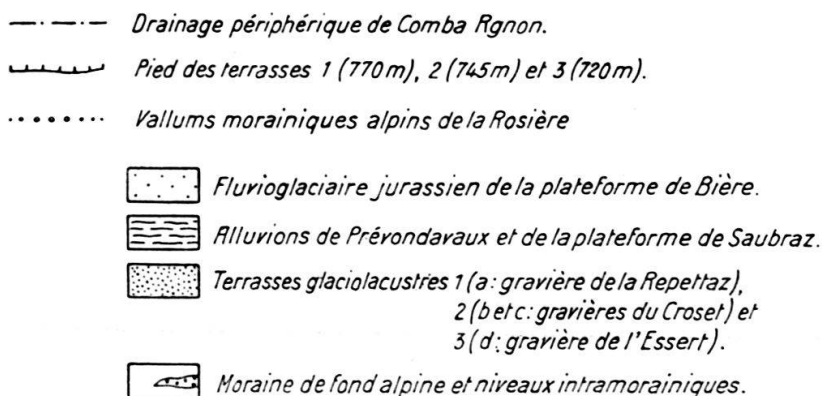 Drainage périphérique de Comba Rgnon.
Pied des terrasses 1 (770m), 2 (745m) et 3 (720m).
Vallums morainiques alpins de la Rosière
Fluvioglaciaire jurassien de la plateforme de Bière.
Alluvions de Prévondavaux et de la plateforme de Saubraz.
Terrasses glaciolacustres 1 (a: gravière de la Repettaz),
2 (b et c: gravières du Croset) et
3 (d: gravière de l'Essert).
Moraine de fond alpine et niveaux intramorainiques.